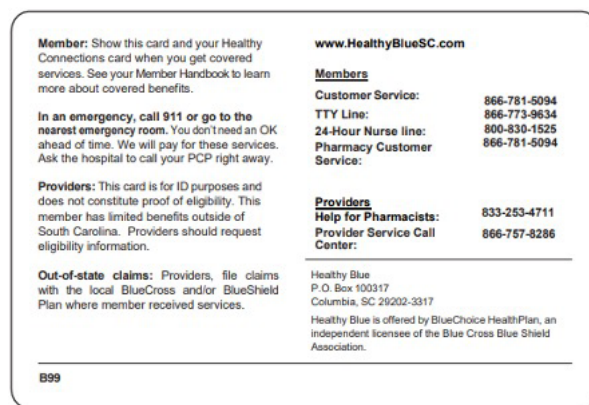 Member: Show this card and your Healthy
Connections card when you get covered
services. See your Member Handbook to learn
more about covered benefits.
In an emergency, call 911 or go to the
nearest emergency room. You don't need an OK
ahead of time. We will pay for these services.
Ask the hospital to call your PCP right away.
Providers: This card is for ID purposes and
does not constitute proof of eligibility. This
member has limited benefits outside of
South Carolina. Providers should request
eligibility information.
Out-of-state claims: Providers, file claims
with the local BlueCross and/or BlueShield
Plan where member received services.
www.HealthyBlueSC.com
Members
Customer Service: 866-781-5094
TTY Line: 866-773-9634
24-Hour Nurse line: 800-830-1525
Pharmacy Customer 866-781-5094
Service:
Providers
Help for Pharmacists: 833-253-4711
Provider Service Call 866-757-8286
Center:
Healthy Blue
P.O. Box 100317
Columbia, SC 29202-3317
Healthy Blue is offered by BlueChoice HealthPlan, an
independent licensee of the Blue Cross Blue Shield
Association.
B99